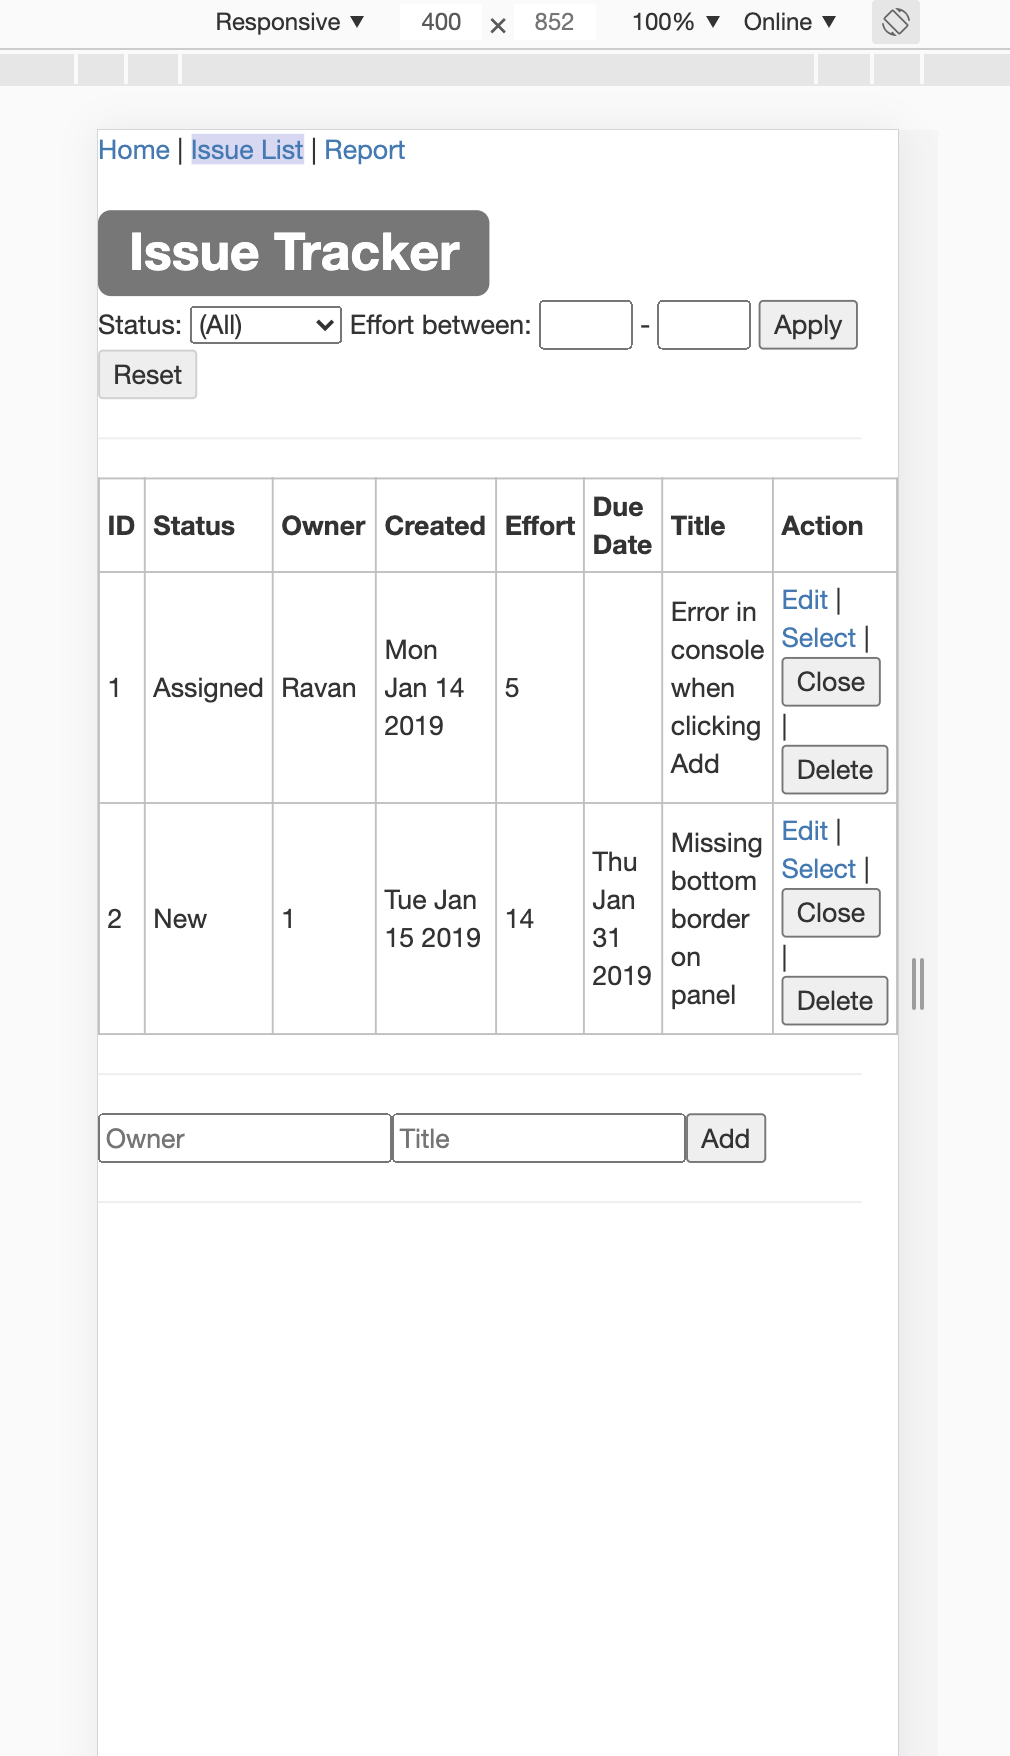 Responsive ▼ 400 × 852 100% ▼ Online ▼
Home | Issue List | Report
Issue Tracker
Status: (All) Effort between: - Apply
Reset
ID Status Owner Created Effort Due Date Title Action
1 Assigned Ravan Mon Jan 14 2019 5 Error in console when clicking Add Edit | Select | Close | Delete
2 New 1 Tue Jan 15 2019 14 Thu Jan 31 2019 Missing bottom border on panel Edit | Select | Close | Delete
Owner Title Add